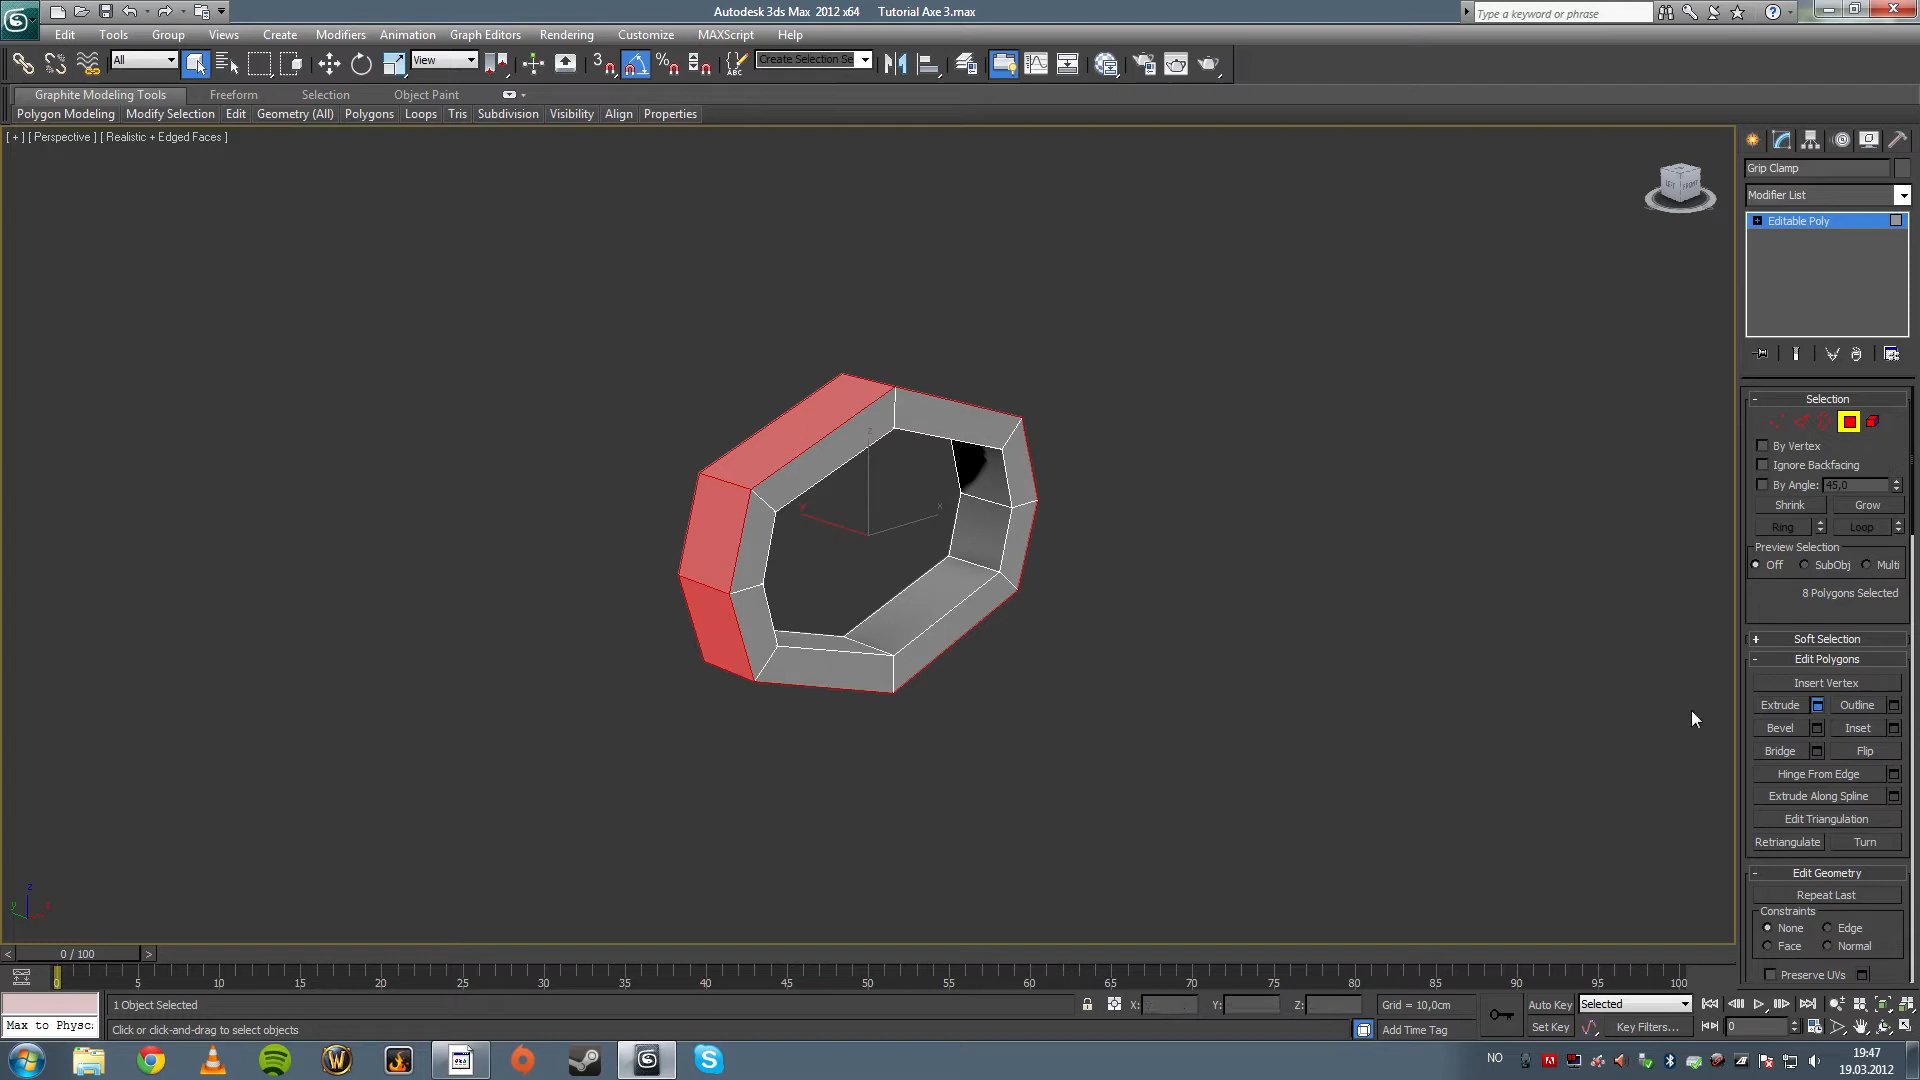 Autodesk 3ds Max 2012 x64 Tutorial Axe 3.max
Type a keyword or phrase
Edit Tools Group Views Create Modifiers Animation Graph Editors Rendering Customize MAXScript Help
All View 3 Create Selection Se
Graphite Modeling Tools Freeform Selection Object Paint
Polygon Modeling Modify Selection Edit Geometry (All) Polygons Loops Tris Subdivision Visibility Align Properties
[ + ] [ Perspective ] [ Realistic + Edged Faces ]
Grip Clamp
Modifier List
Editable Poly
Selection
By Vertex
Ignore Backfacing
By Angle: 45,0
Shrink Grow
Ring Loop
Preview Selection
Off SubObj Multi
8 Polygons Selected
Soft Selection
Edit Polygons
Insert Vertex
Extrude Outline
Bevel Inset
Bridge Flip
Hinge From Edge
Extrude Along Spline
Edit Triangulation
Retriangulate Turn
Edit Geometry
Repeat Last
Constraints
None Edge
Face Normal
Preserve UVs
z
y x
z
y x
< 0 / 100 >
0 5 10 15 20 25 30 35 40 45 50 55 60 65 70 75 80 85 90 95 100
1 Object Selected X: Y: Z: Grid = 10,0cm Auto Key Selected
Max to Physc: Click or click-and-drag to select objects Add Time Tag Set Key Key Filters... 0
NO 19:47
19.03.2012